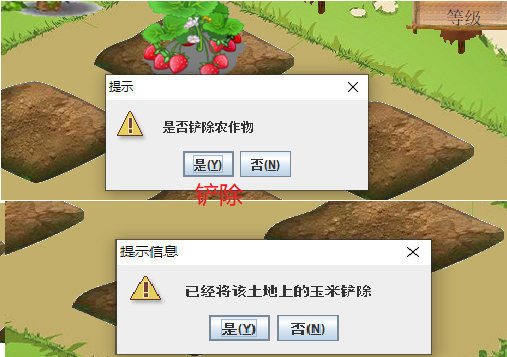 等级
提示
是否铲除农作物
是(Y) 否(N)
铲除
提示信息
已经将该土地上的玉米铲除
是(Y) 否(N)